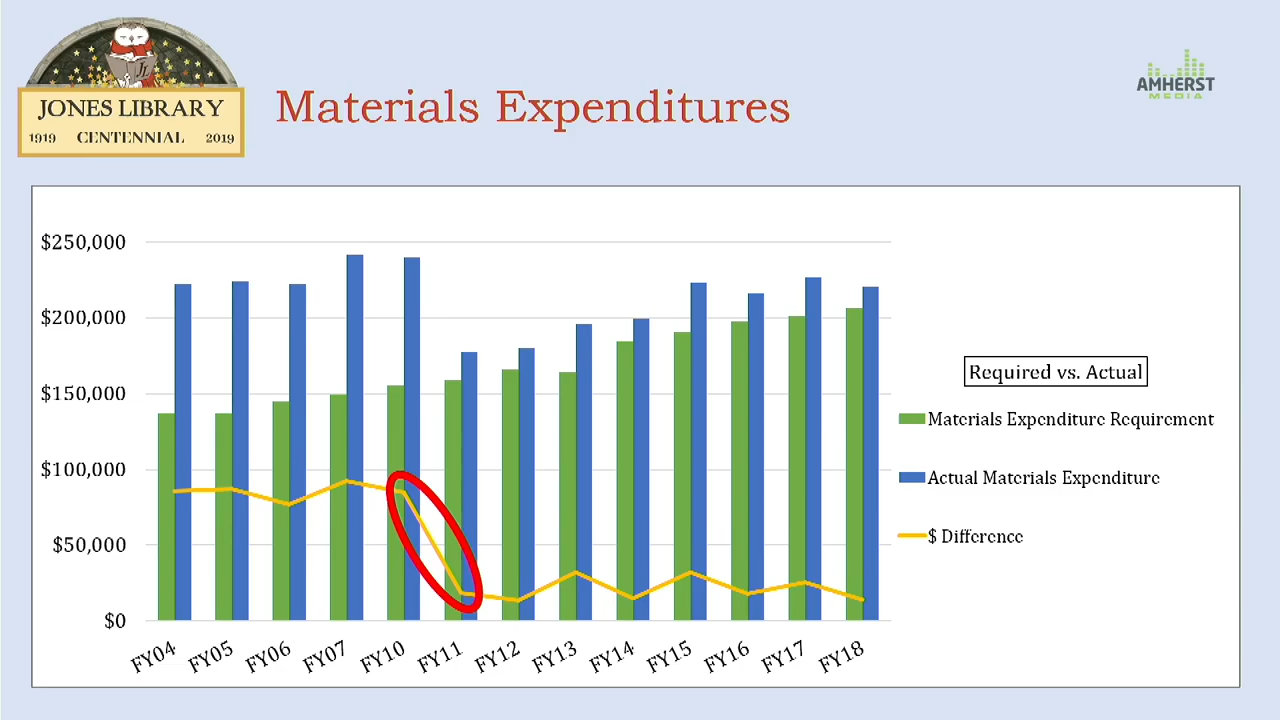 JONES LIBRARY
1919 CENTENNIAL 2019
Materials Expenditures
AMHERST
MEDIA
$250,000
$200,000
$150,000
$100,000
$50,000
$0
FY04 FY05 FY06 FY07 FY10 FY11 FY12 FY13 FY14 FY15 FY16 FY17 FY18
Required vs. Actual
Materials Expenditure Requirement
Actual Materials Expenditure
$ Difference